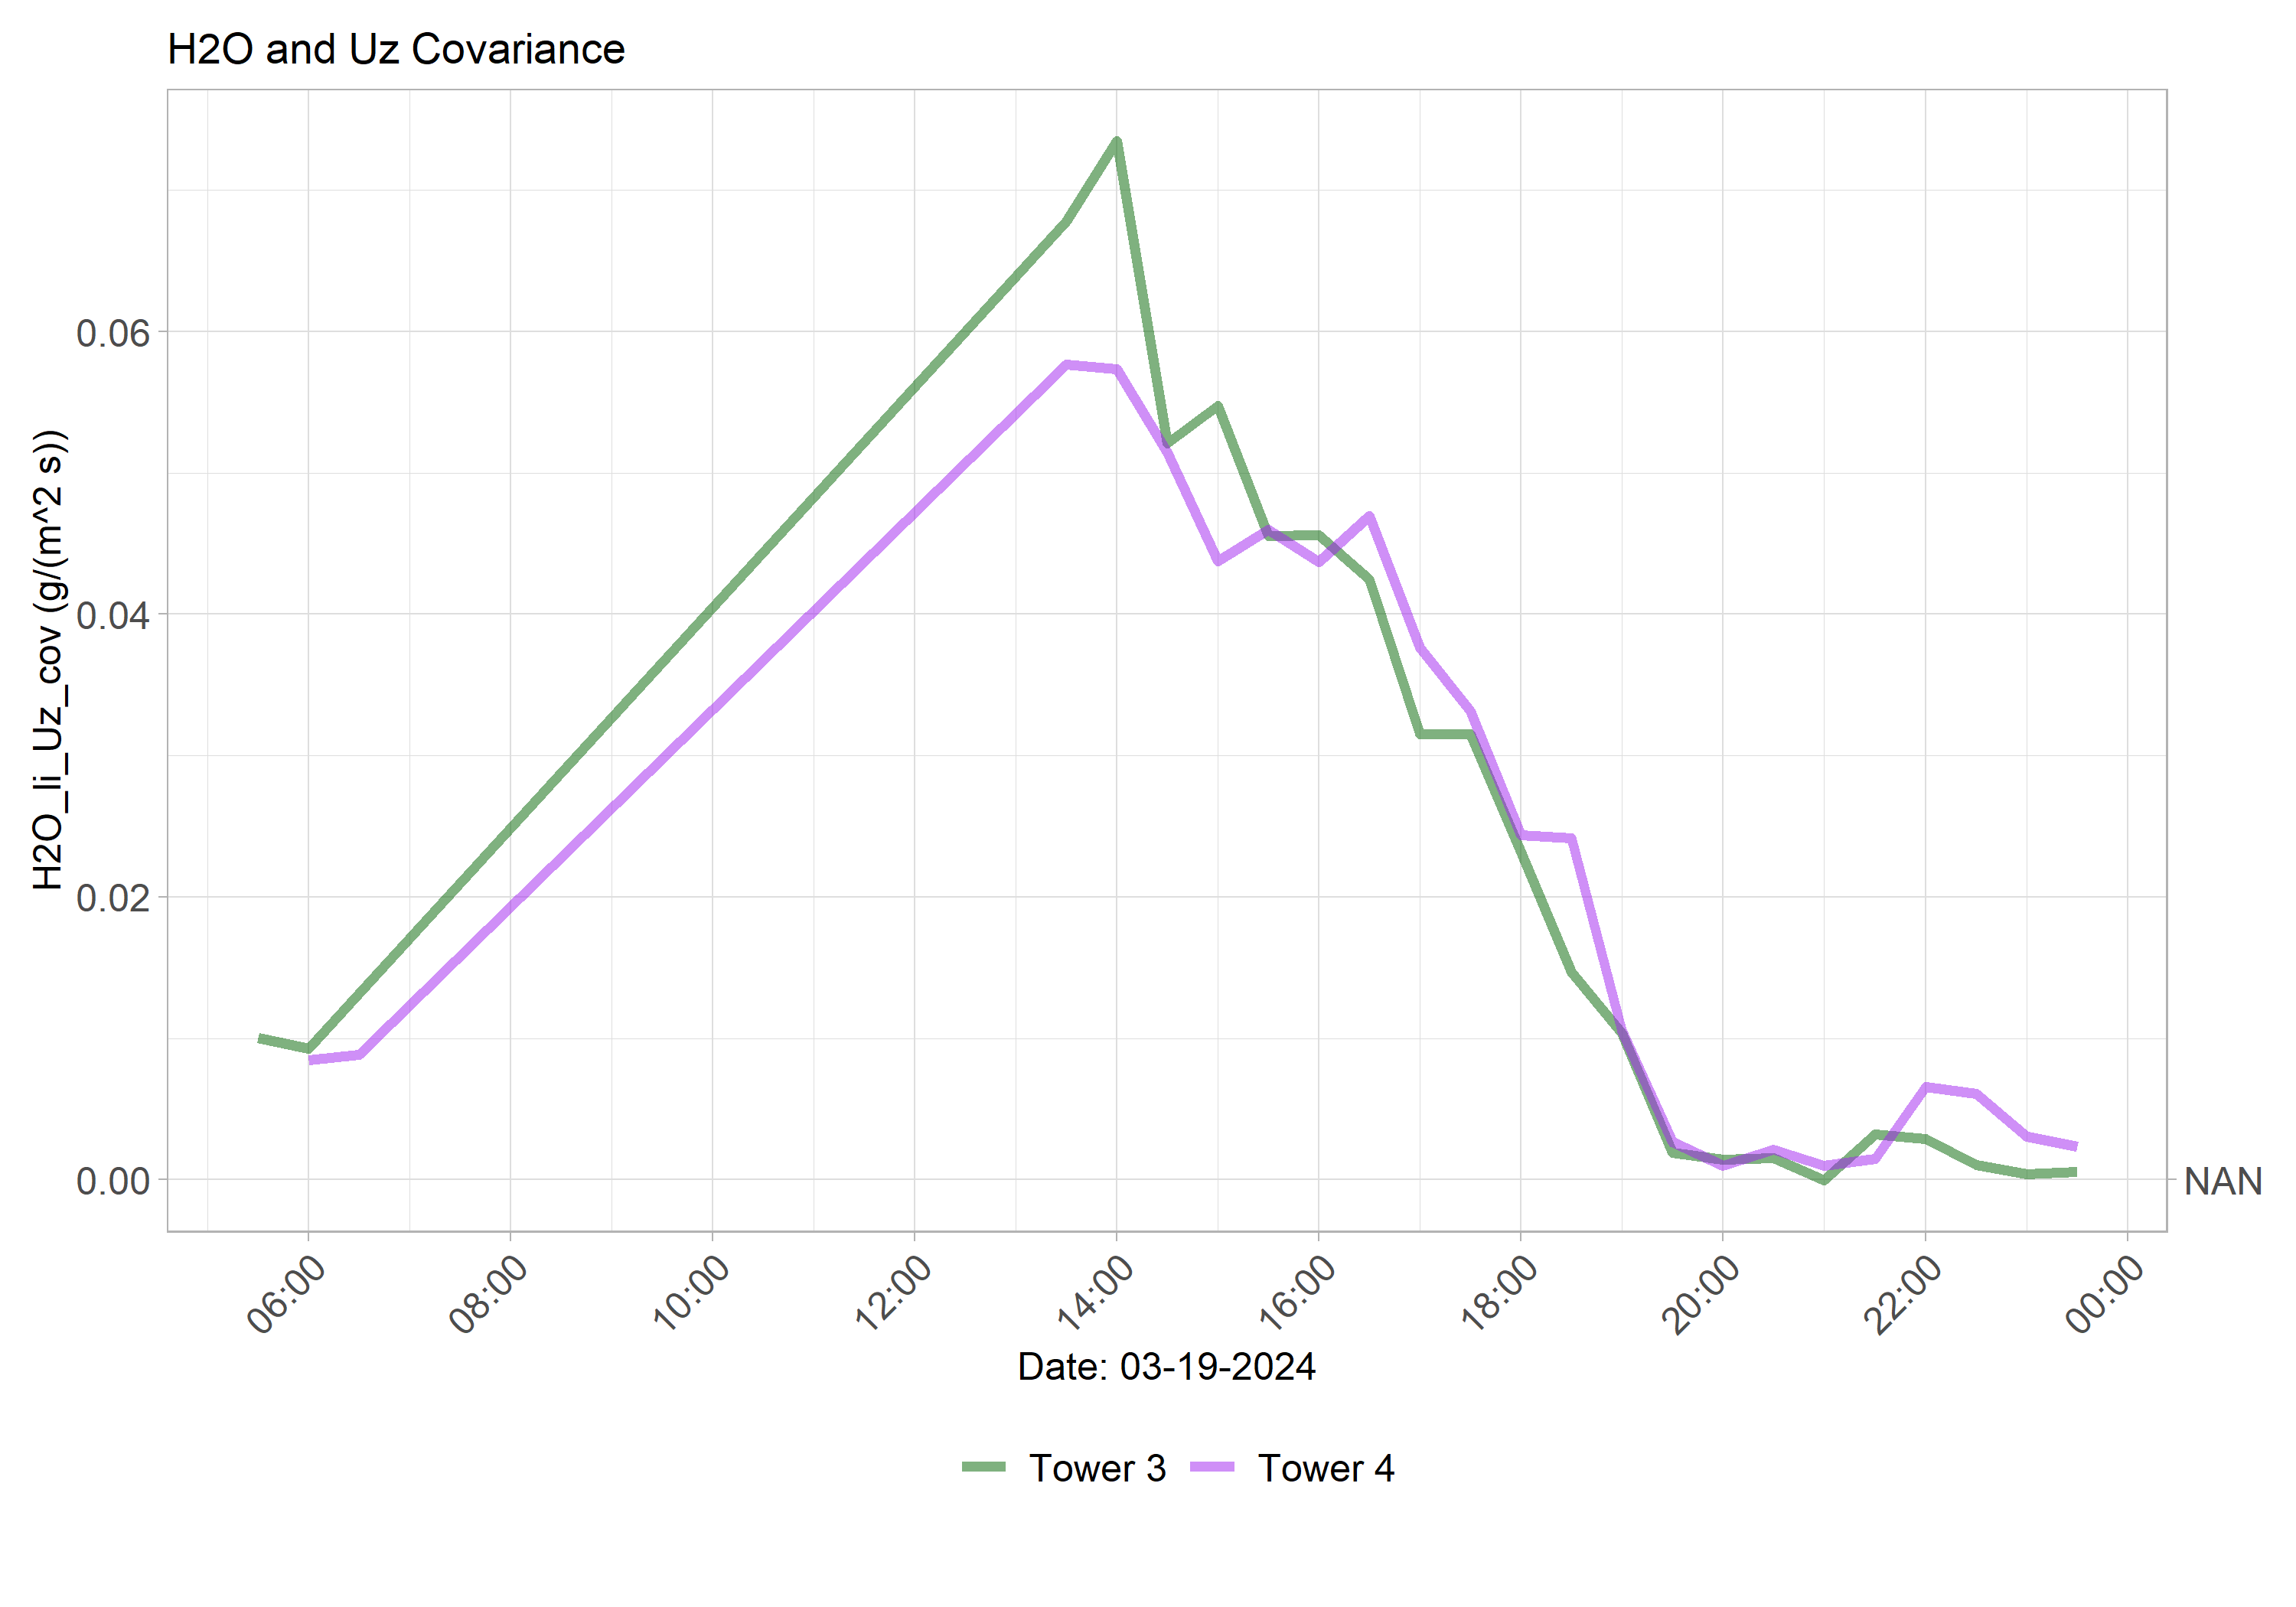 H2O and Uz Covariance
H2O_li_Uz_cov (g/(m^2 s))
0.06
0.04
0.02
0.00
NAN
06:00
08:00
10:00
12:00
14:00
16:00
18:00
20:00
22:00
00:00
Date: 03-19-2024
Tower 3
Tower 4